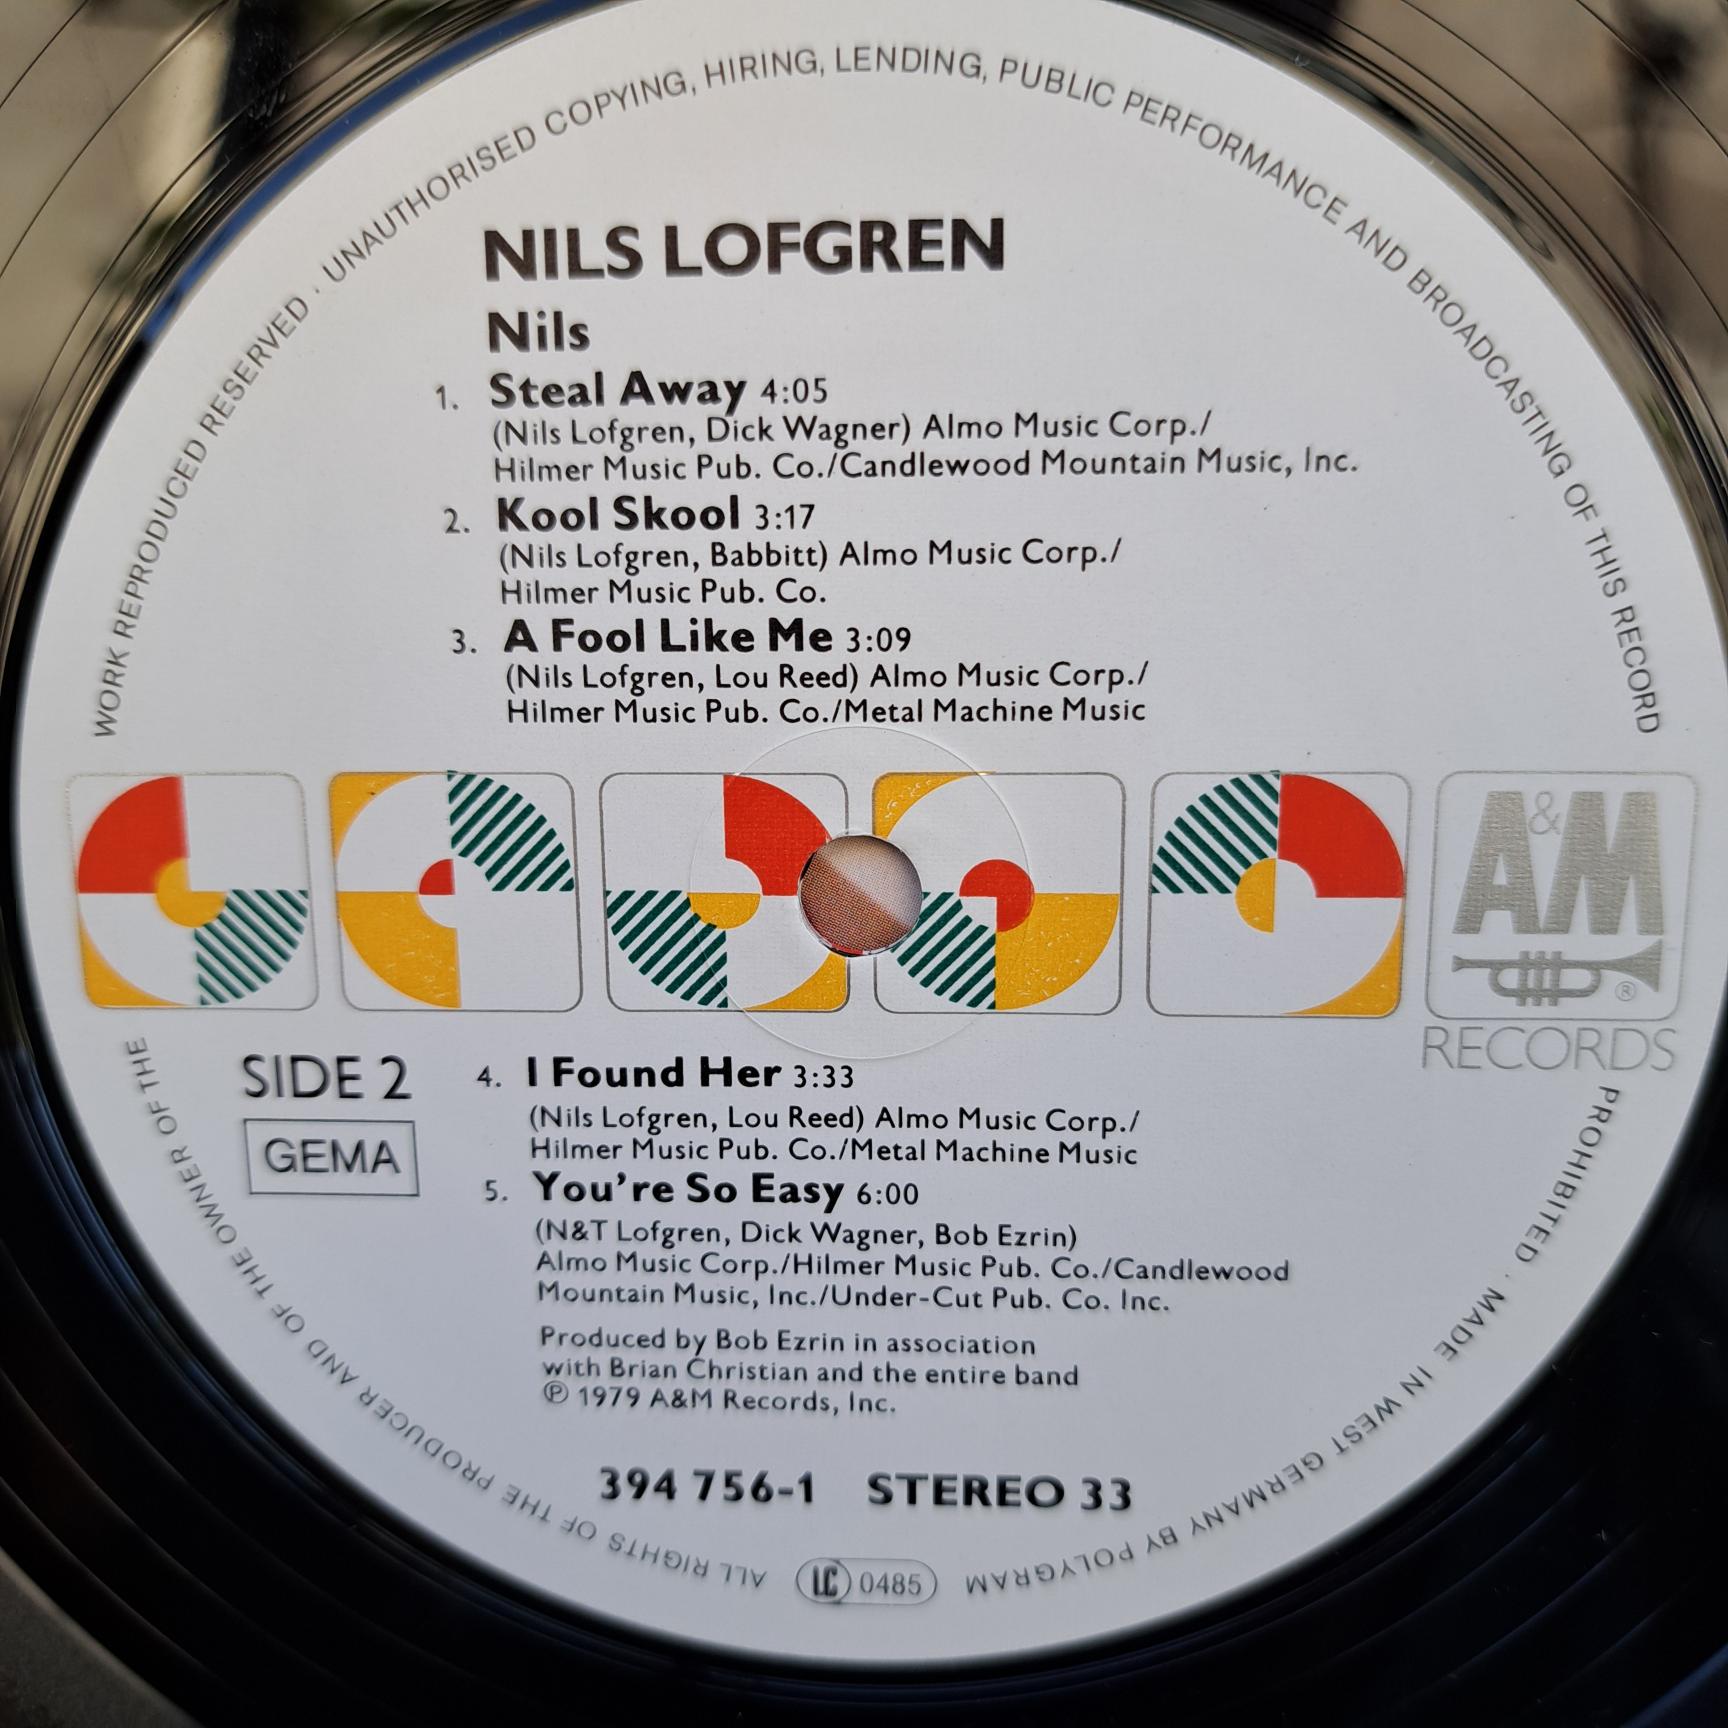 WORK REPRODUCED RESERVED · UNAUTHORISED COPYING, HIRING, LENDING, PUBLIC PERFORMANCE AND BROADCASTING OF THIS RECORD
NILS LOFGREN
Nils
1. Steal Away 4:05
(Nils Lofgren, Dick Wagner) Almo Music Corp./
Hilmer Music Pub. Co./Candlewood Mountain Music, Inc.
2. Kool Skool 3:17
(Nils Lofgren, Babbitt) Almo Music Corp./
Hilmer Music Pub. Co.
3. A Fool Like Me 3:09
(Nils Lofgren, Lou Reed) Almo Music Corp./
Hilmer Music Pub. Co./Metal Machine Music
A&M
®
RECORDS
SIDE 2
GEMA
4. I Found Her 3:33
(Nils Lofgren, Lou Reed) Almo Music Corp./
Hilmer Music Pub. Co./Metal Machine Music
5. You're So Easy 6:00
(N&T Lofgren, Dick Wagner, Bob Ezrin)
Almo Music Corp./Hilmer Music Pub. Co./Candlewood
Mountain Music, Inc./Under-Cut Pub. Co. Inc.
Produced by Bob Ezrin in association
with Brian Christian and the entire band
℗ 1979 A&M Records, Inc.
394 756-1 STEREO 33
PROHIBITED · MADE IN WEST GERMANY BY POLYGRAM
LC 0485
ALL RIGHTS OF THE PRODUCER AND OF THE OWNER OF THE